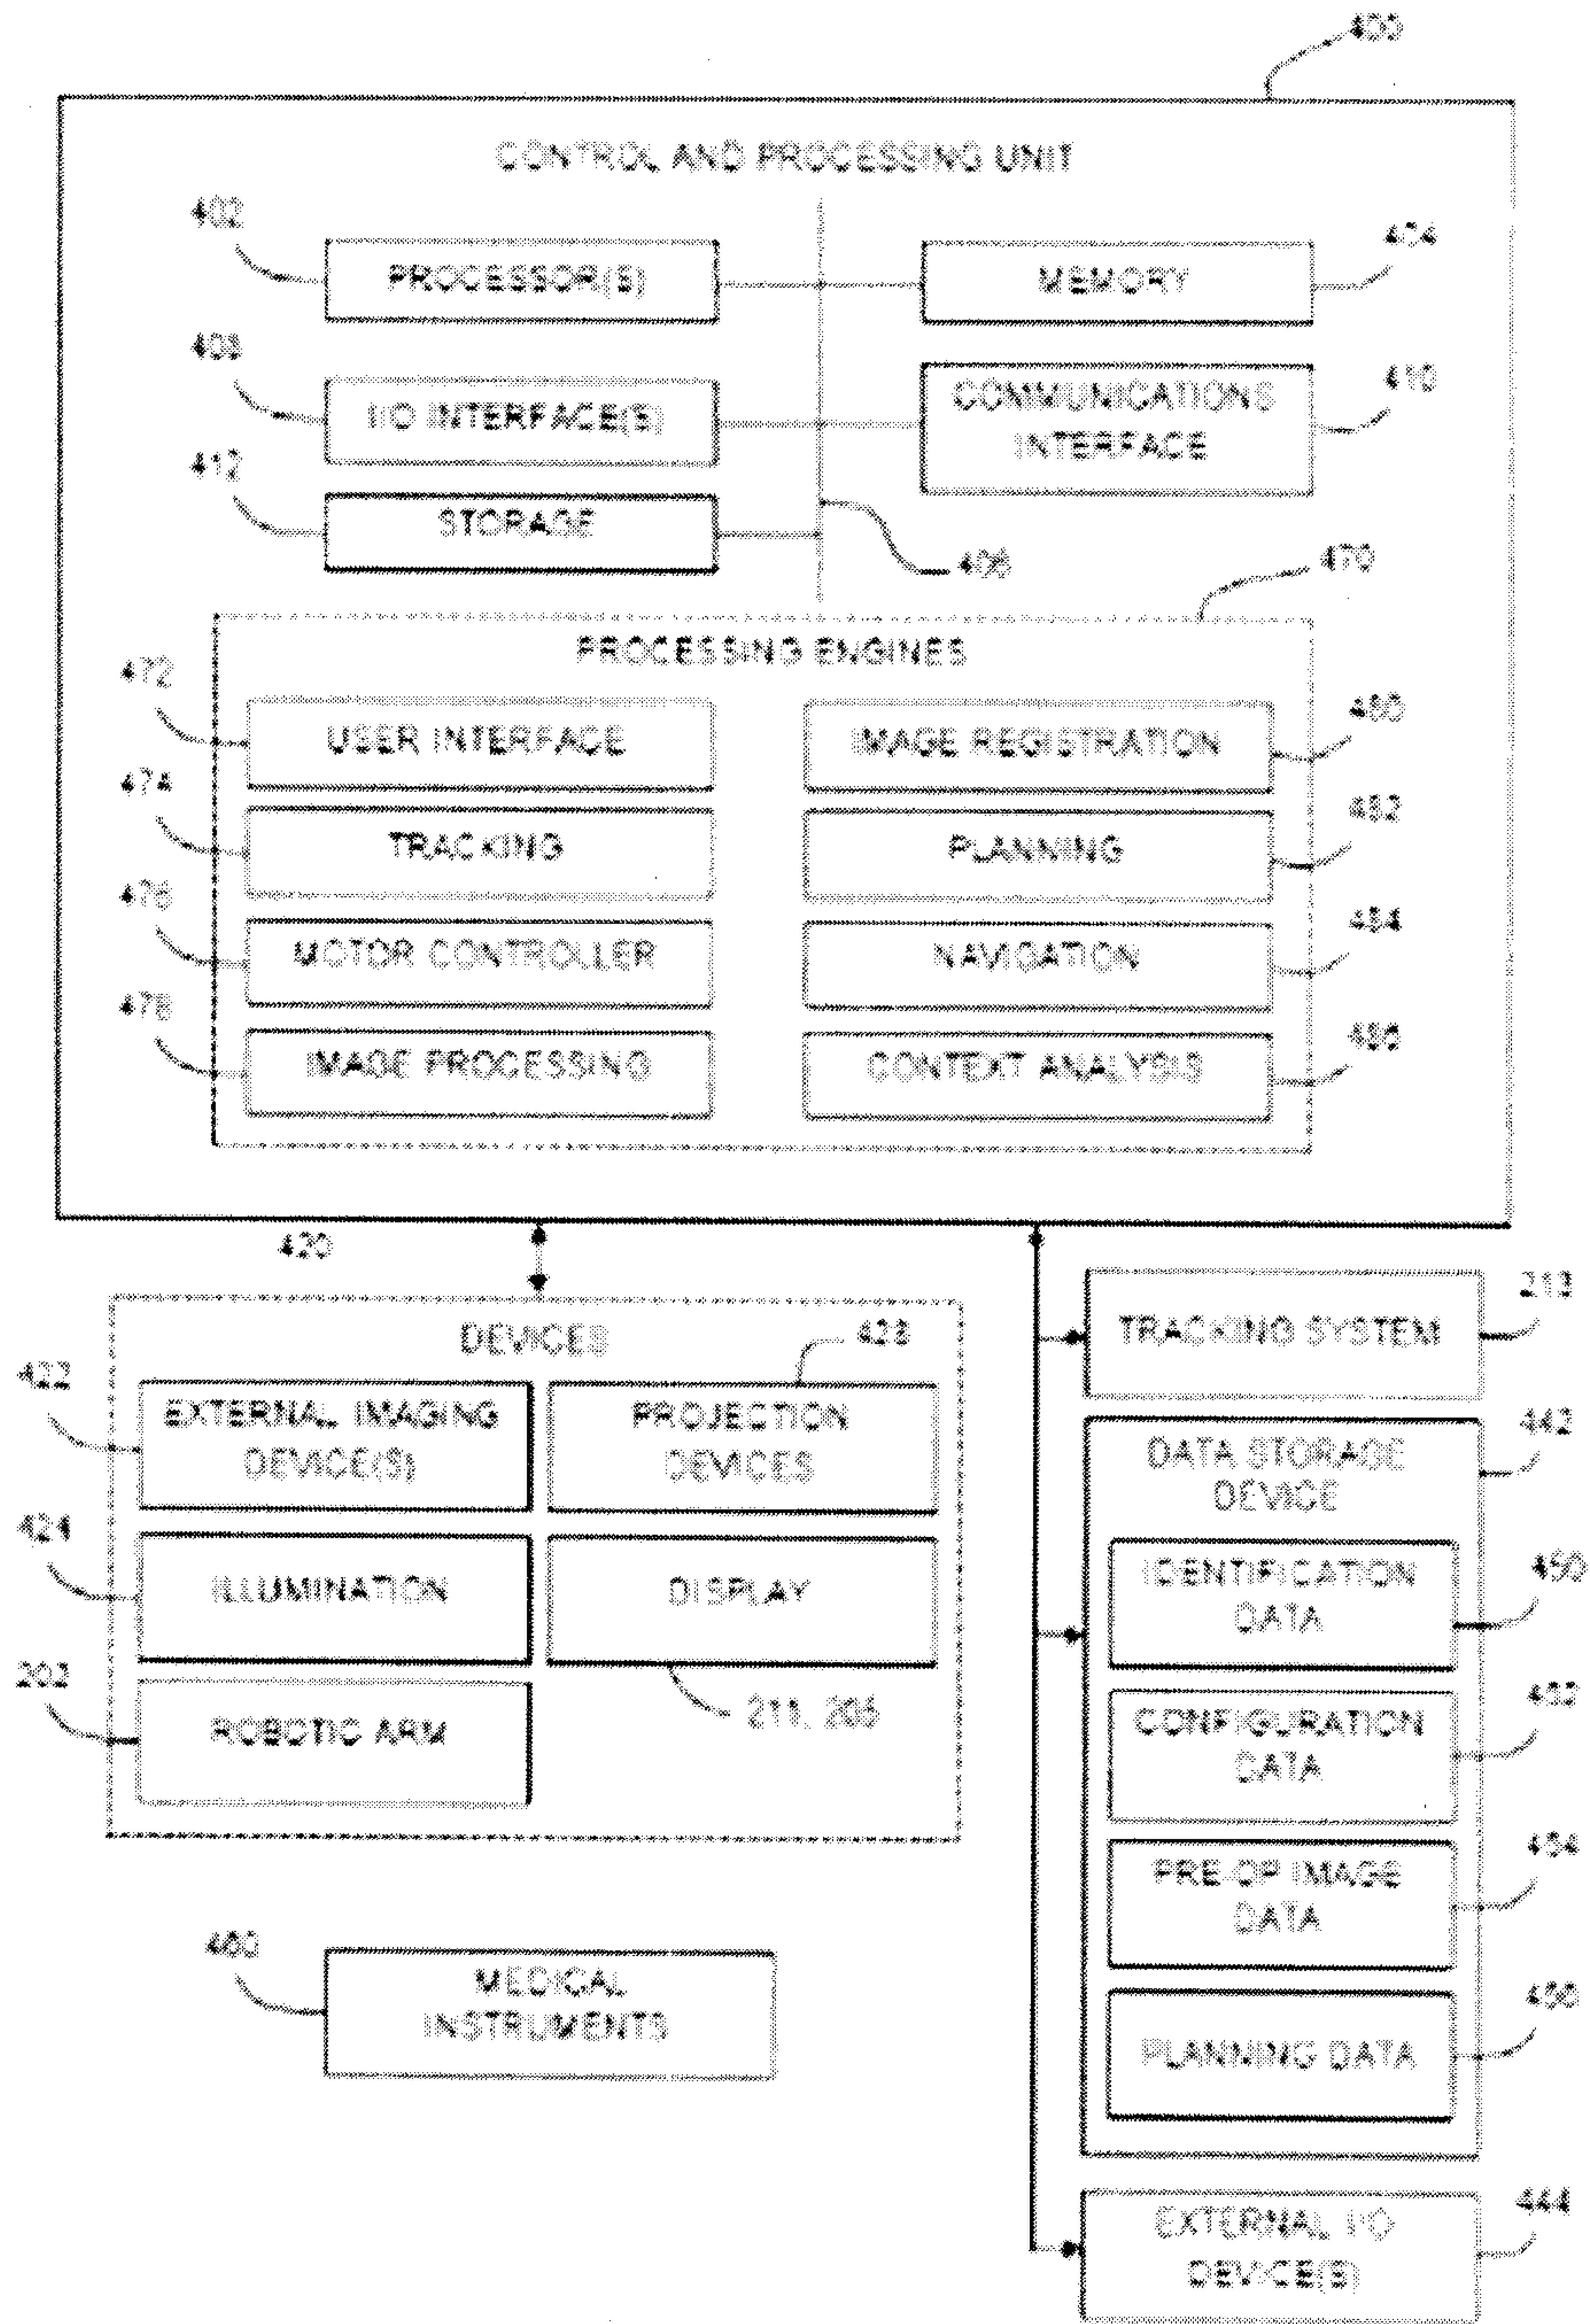 400
CONTROL AND PROCESSING UNIT
402
PROCESSOR(S)
MEMORY
404
408
I/O INTERFACE(S)
COMMUNICATIONS
INTERFACE
410
412
STORAGE
406
470
PROCESSING ENGINES
472
USER INTERFACE
IMAGE REGISTRATION
480
474
TRACKING
PLANNING
482
476
MOTOR CONTROLLER
NAVIGATION
484
478
IMAGE PROCESSING
CONTEXT ANALYSIS
486
420
DEVICES
428
422
EXTERNAL IMAGING
DEVICE(S)
PROJECTION
DEVICES
424
ILLUMINATION
DISPLAY
202
ROBOTIC ARM
211, 205
TRACKING SYSTEM
213
DATA STORAGE
DEVICE
442
IDENTIFICATION
DATA
450
CONFIGURATION
DATA
452
PRE-OP IMAGE
DATA
454
PLANNING DATA
MEDICAL
INSTRUMENTS
EXTERNAL I/O
DEVICE(S)
444